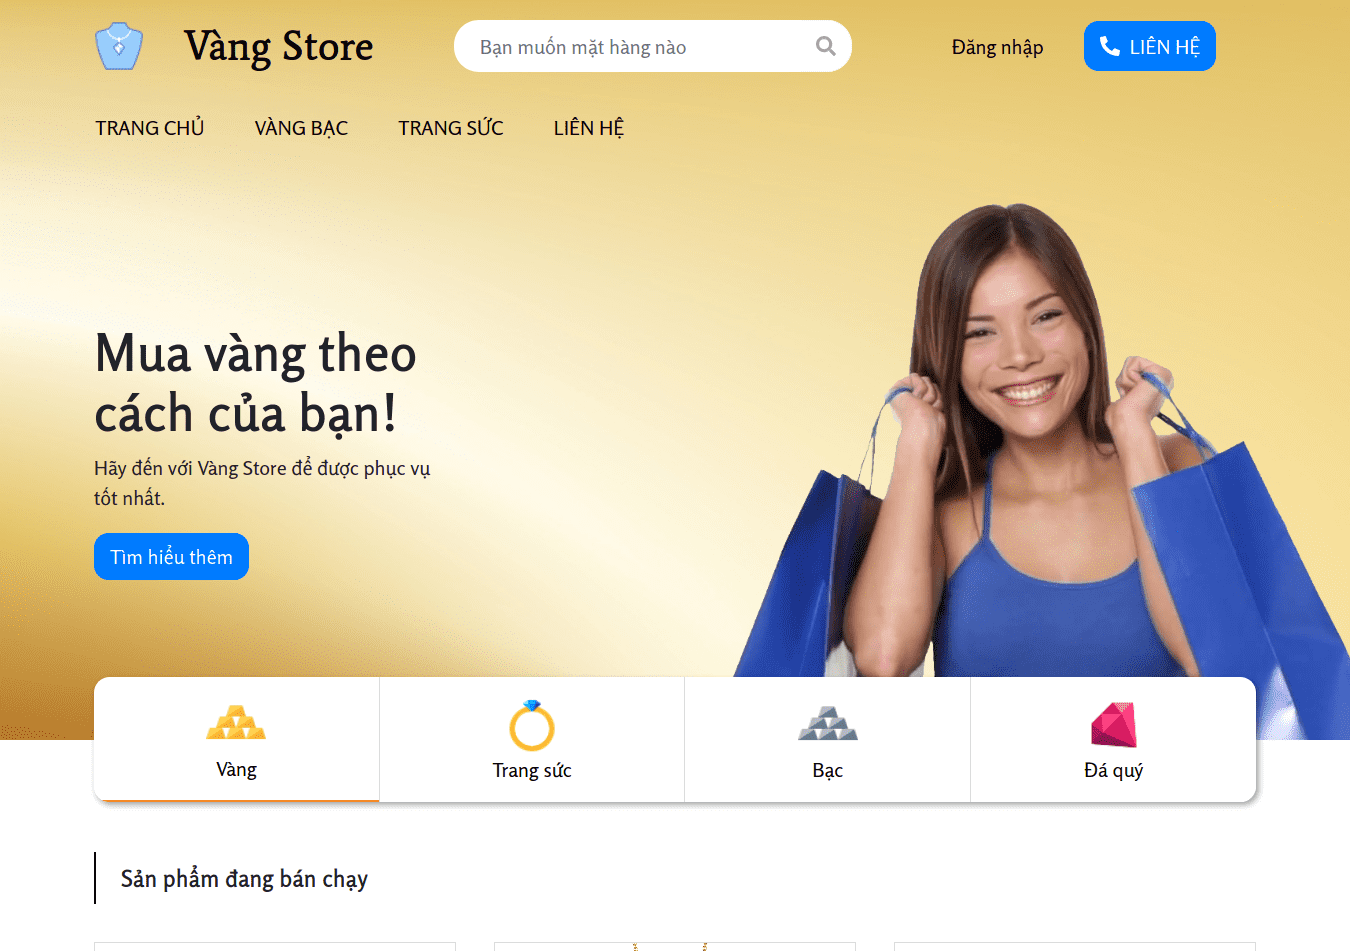 Vàng Store
Bạn muốn mặt hàng nào
Đăng nhập
LIÊN HỆ
TRANG CHỦ
VÀNG BẠC
TRANG SỨC
LIÊN HỆ
Mua vàng theo
cách của bạn!
Hãy đến với Vàng Store để được phục vụ
tốt nhất.
Tìm hiểu thêm
Vàng
Trang sức
Bạc
Đá quý
Sản phẩm đang bán chạy